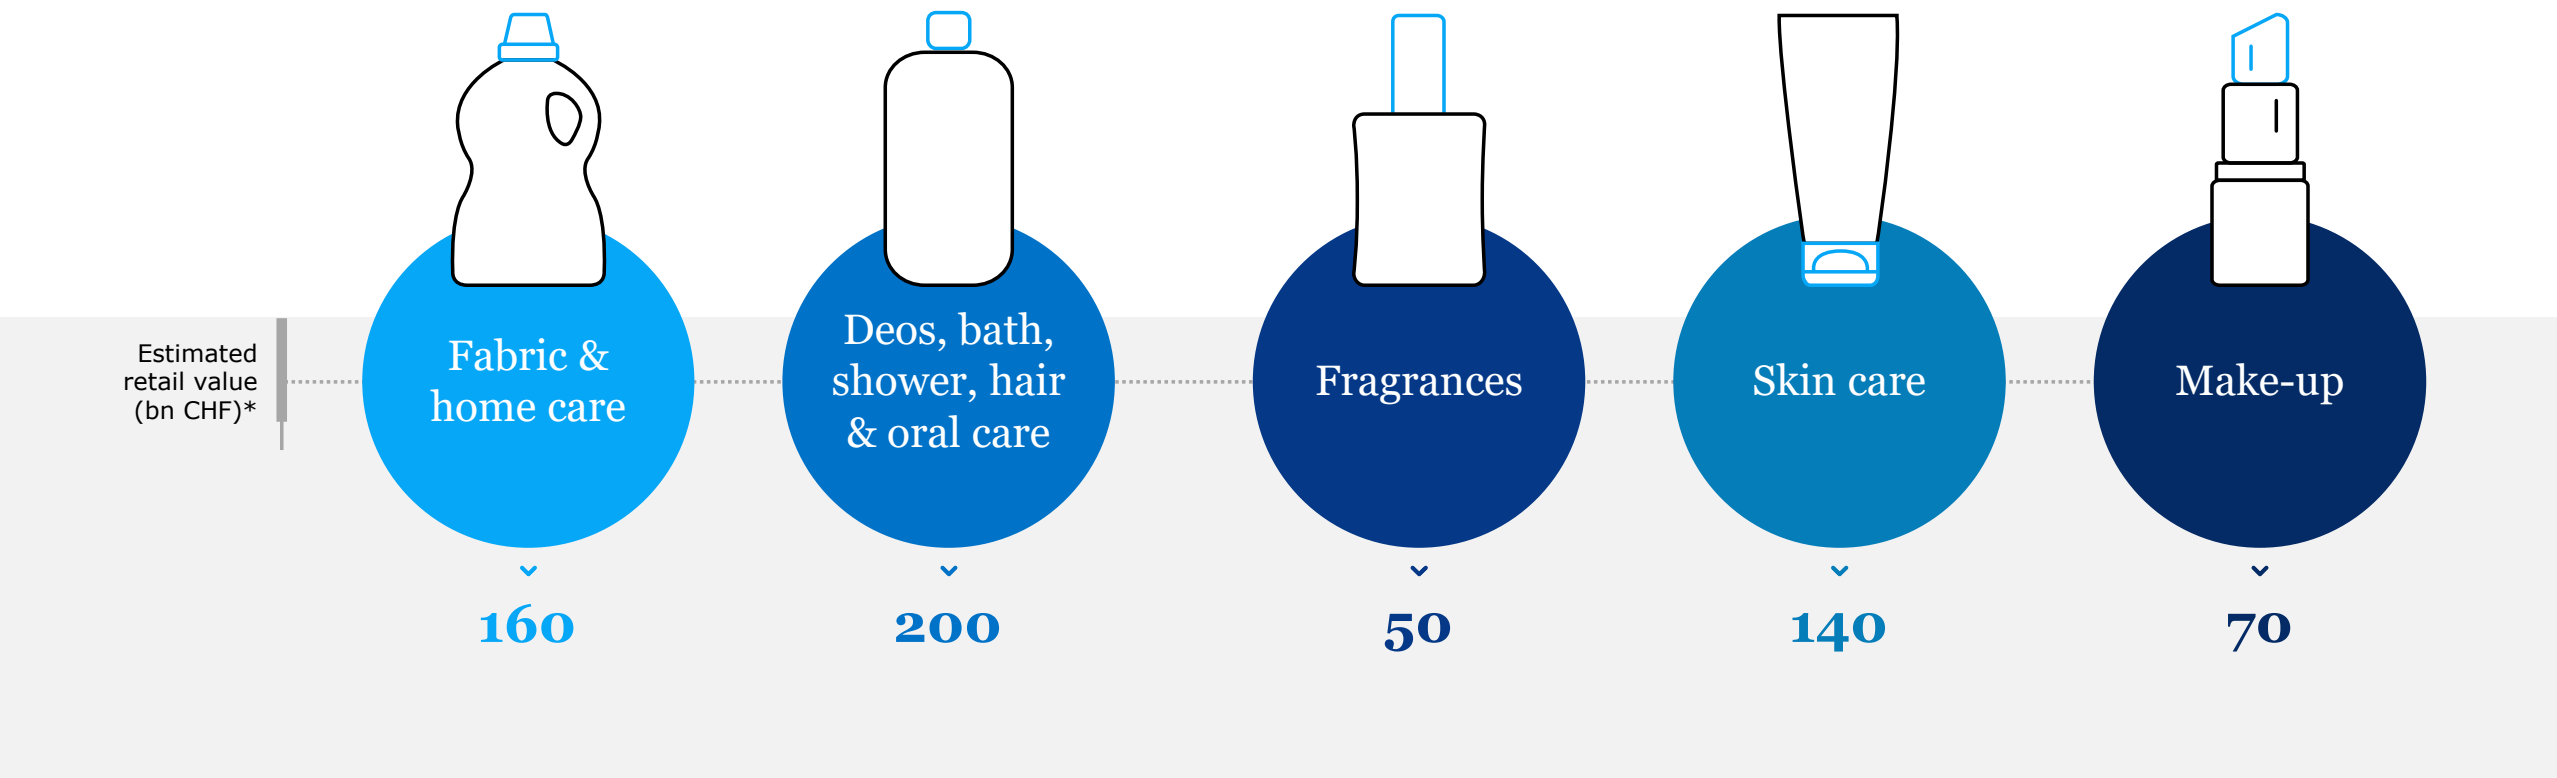 Estimated
retail value
(bn CHF)*
Fabric &
home care
Deos, bath,
shower, hair
& oral care
Fragrances
Skin care
Make-up
160
200
50
140
70